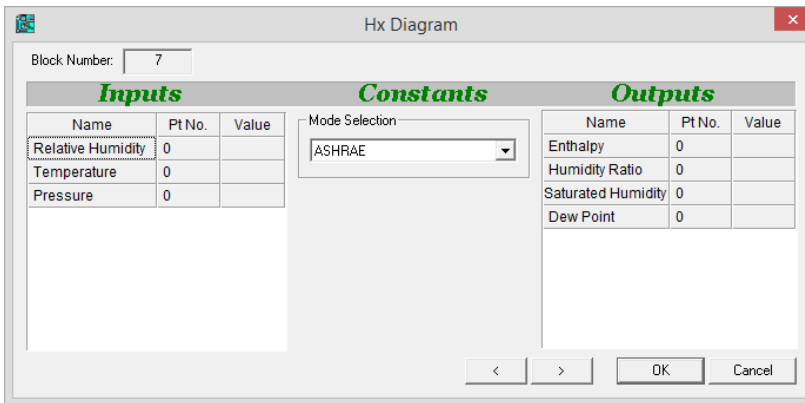 Hx Diagram
Block Number: 7
Inputs
Constants
Outputs
Name Pt No. Value
Relative Humidity 0
Temperature 0
Pressure 0
Mode Selection
ASHRAE
Name Pt No. Value
Enthalpy 0
Humidity Ratio 0
Saturated Humidity 0
Dew Point 0
< > OK Cancel